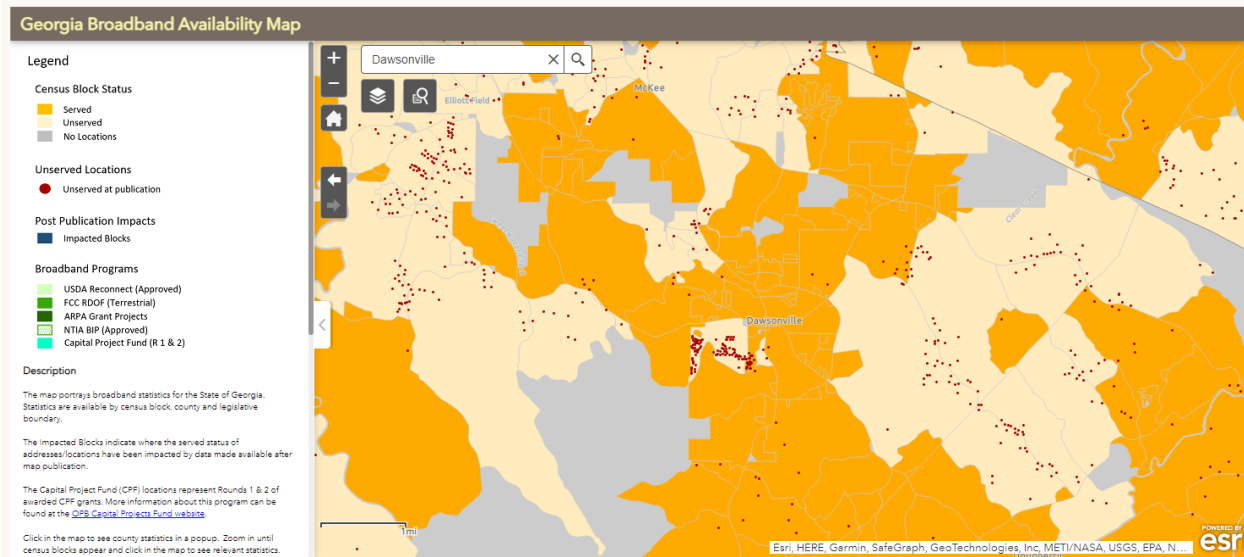 Georgia Broadband Availability Map
Legend
Census Block Status
Served
Unserved
No Locations
Unserved Locations
Unserved at publication
Post Publication Impacts
Impacted Blocks
Broadband Programs
USDA Reconnect (Approved)
FCC RDOF (Terrestrial)
ARPA Grant Projects
NTIA BIP (Approved)
Capital Project Fund (R 1 & 2)
Description
The map portrays broadband statistics for the State of Georgia.
Statistics are available by census block, county and legislative
boundary.
The Impacted Blocks indicate where the served status of
addresses/locations have been impacted by data made available after
map publication.
The Capital Project Fund (CPF) locations represent Rounds 1 & 2 of
awarded CPF grants. More information about this program can be
found at the OPB Capital Projects Fund website.
Click in the map to see county statistics in a popup. Zoom in until
census blocks appear and click in the map to see relevant statistics.
Dawsonville
McKee
Elliott Field
Dawsonville
1mi
Esri, HERE, Garmin, SafeGraph, GeoTechnologies, Inc, METI/NASA, USGS, EPA, N...
POWERED BY
esri